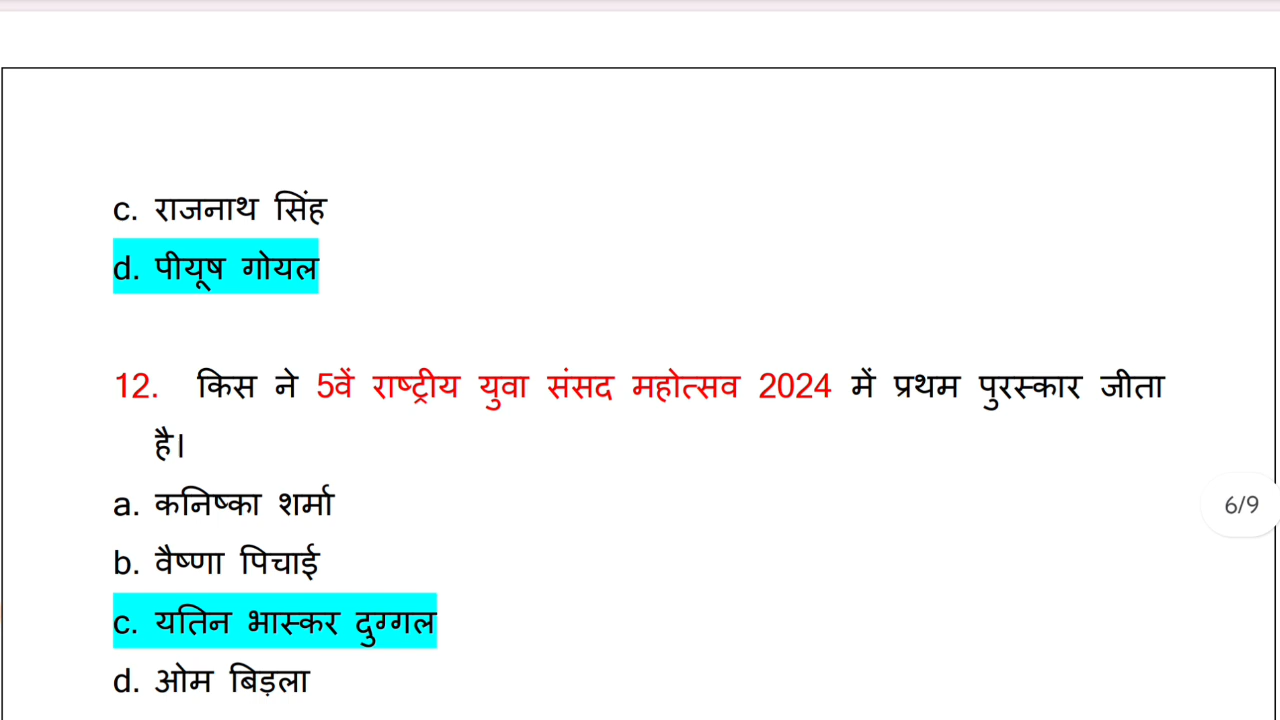 c. राजनाथ सिंह
d. पीयूष गोयल
12. किस ने 5वें राष्ट्रीय युवा संसद महोत्सव 2024 में प्रथम पुरस्कार जीता
है।
a. कनिष्का शर्मा
6/9
b. वैष्णा पिचाई
c. यतिन भास्कर दुग्गल
d. ओम बिड़ला